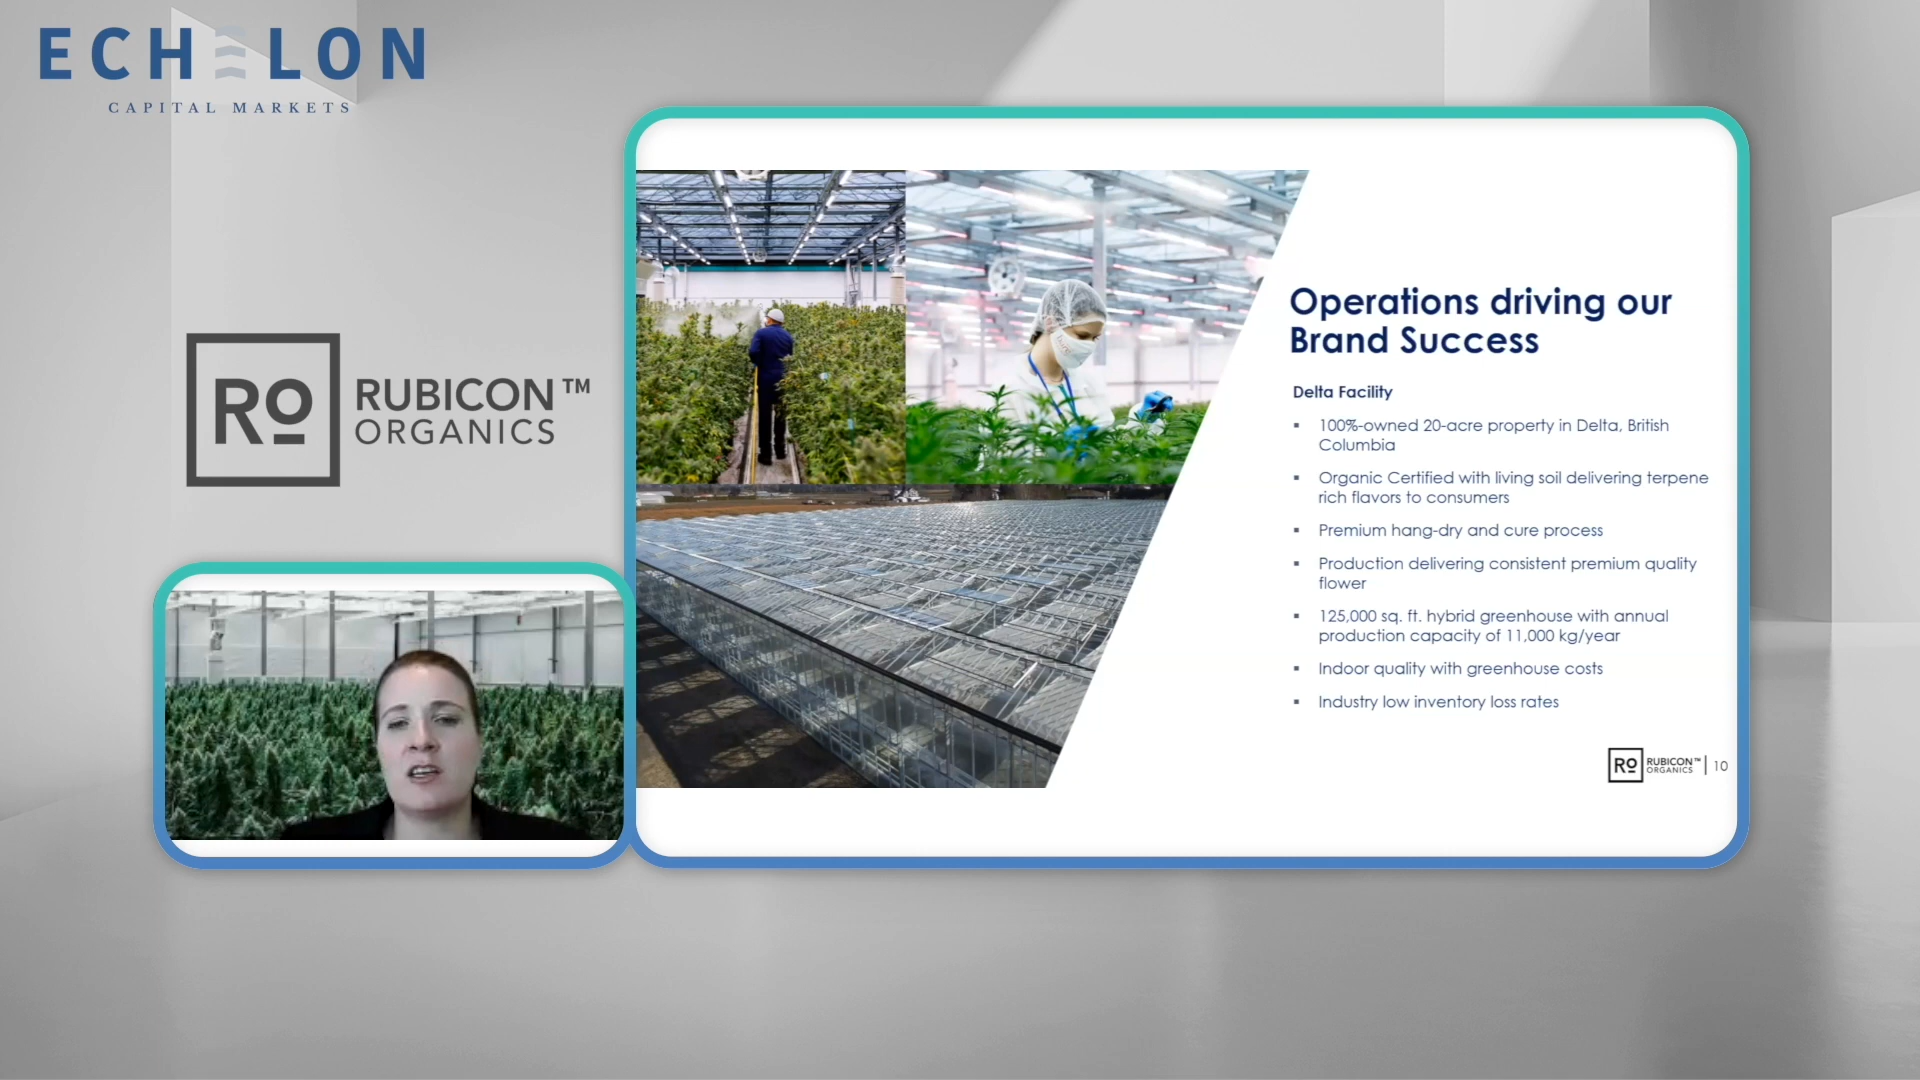 ECHELON
CAPITAL MARKETS
RO
RUBICON™
ORGANICS
Operations driving our
Brand Success
Delta Facility
▪ 100%-owned 20-acre property in Delta, British
Columbia
▪ Organic Certified with living soil delivering terpene
rich flavors to consumers
▪ Premium hang-dry and cure process
▪ Production delivering consistent premium quality
flower
▪ 125,000 sq. ft. hybrid greenhouse with annual
production capacity of 11,000 kg/year
▪ Indoor quality with greenhouse costs
▪ Industry low inventory loss rates
RO RUBICON™
ORGANICS | 10